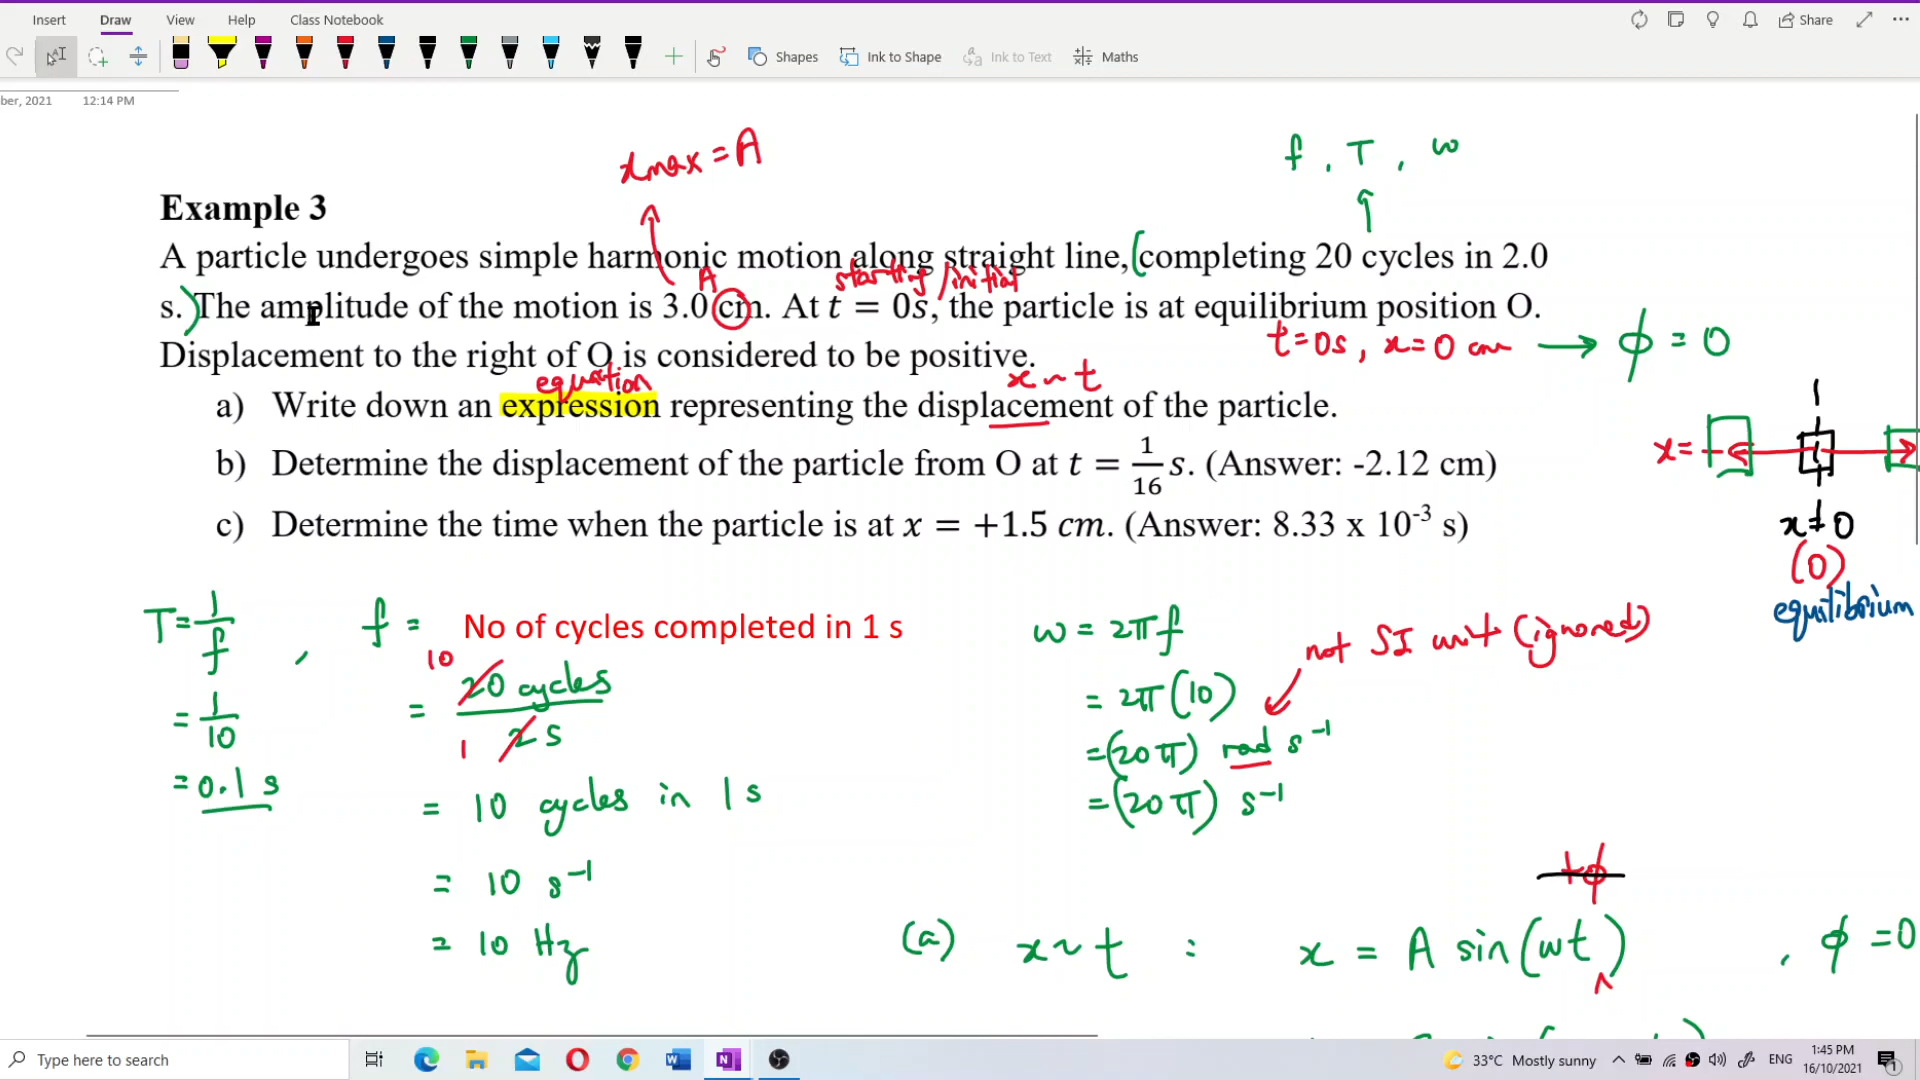 Insert Draw View Help Class Notebook Share
Shapes Ink to Shape Ink to Text Maths
ber, 2021 12:14 PM
xmax = A
f , T , ω
Example 3
A particle undergoes simple harmonic motion along straight line, (completing 20 cycles in 2.0
A starting / initial
s.) The amplitude of the motion is 3.0 cm. At t = 0s, the particle is at equilibrium position O.
t=0s, x=0 cm → ϕ = 0
Displacement to the right of O is considered to be positive.
equation x ~ t
a) Write down an expression representing the displacement of the particle.
x=
b) Determine the displacement of the particle from O at t = 1/16 s. (Answer: -2.12 cm)
c) Determine the time when the particle is at x = +1.5 cm. (Answer: 8.33 x 10⁻³ s)
x=0
(0)
equilibrium
T= 1/f , f = No of cycles completed in 1 s
= 20 cycles / 2 s
10
1
= 10 cycles in 1 s
= 10 s⁻¹
= 10 Hz
= 1/10
= 0.1 s
ω = 2πf
not SI unit (ignored)
= 2π(10)
=(20π) rad s⁻¹
=(20π) s⁻¹
+ϕ
(a) x ~ t : x = A sin(ωt) , ϕ =0
Type here to search
33°C Mostly sunny ENG 1:45 PM
16/10/2021
1